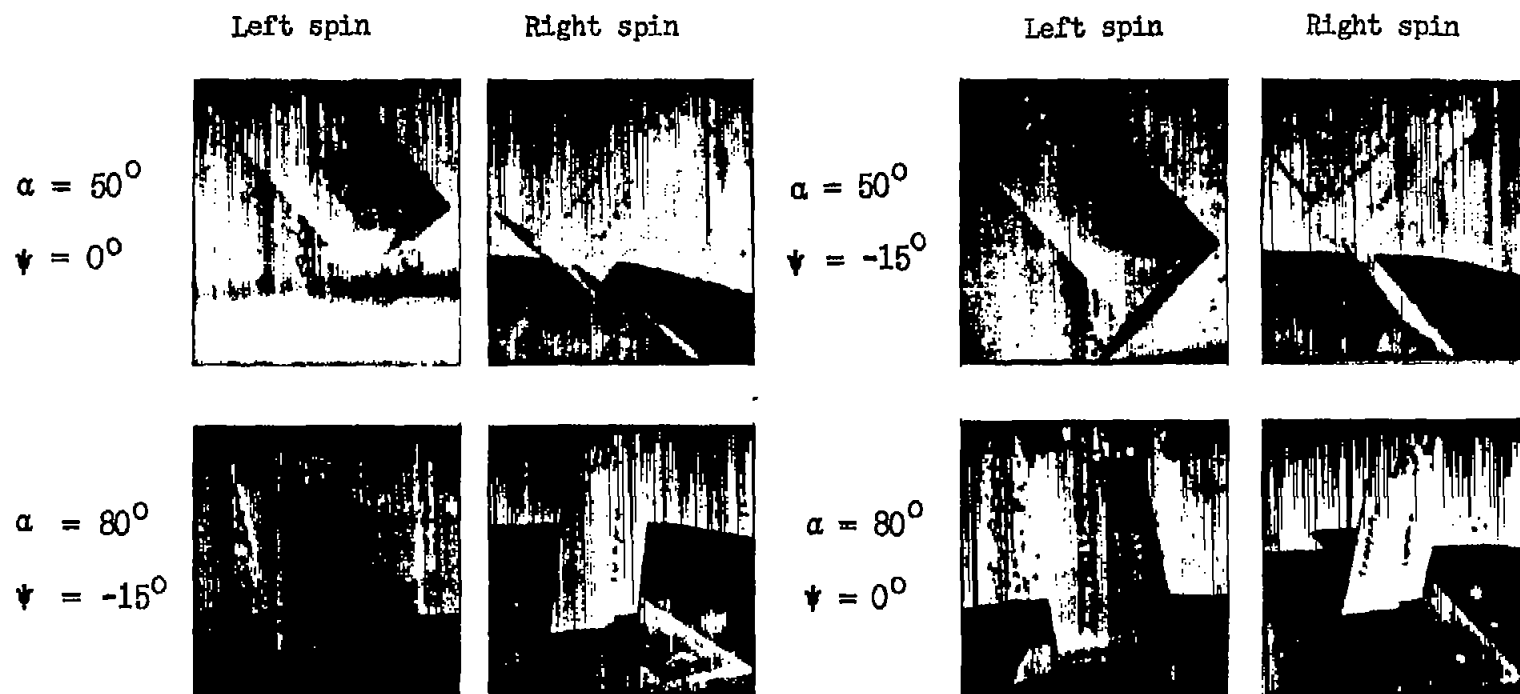 Left spin Right spin Left spin Right spin
α = 50° α = 50°
ψ = 0° ψ = -15°
α = 80° α = 80°
ψ = -15° ψ = 0°